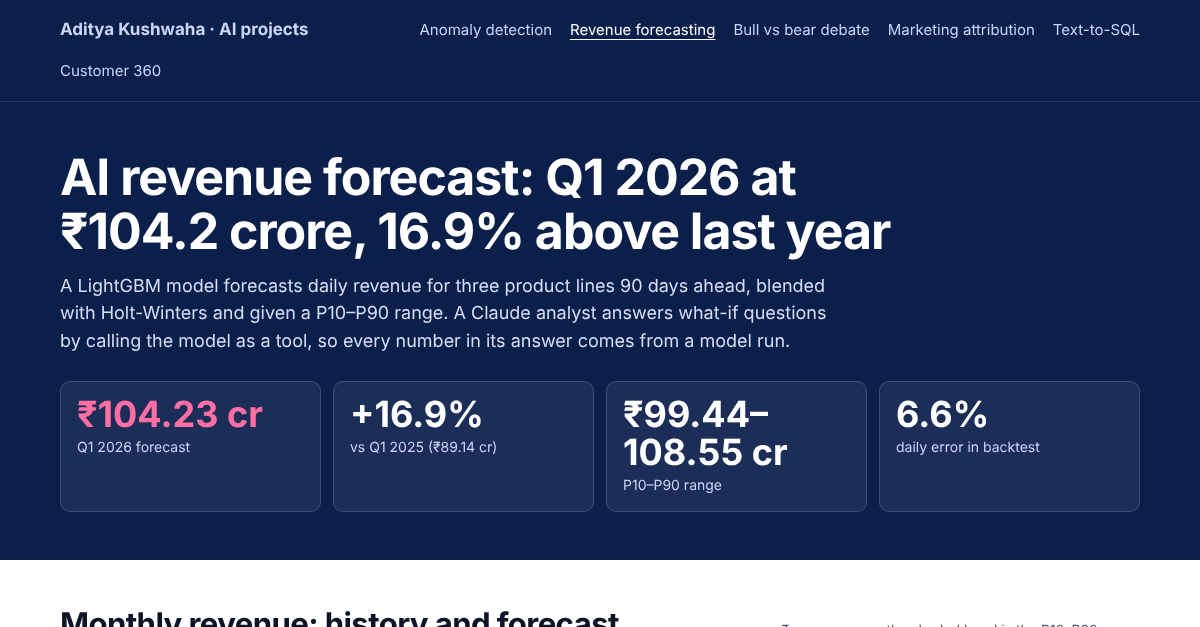 Aditya Kushwaha · AI projects
Anomaly detection
Revenue forecasting
Bull vs bear debate
Marketing attribution
Text-to-SQL
Customer 360
AI revenue forecast: Q1 2026 at
₹104.2 crore, 16.9% above last year
A LightGBM model forecasts daily revenue for three product lines 90 days ahead, blended
with Holt-Winters and given a P10–P90 range. A Claude analyst answers what-if questions
by calling the model as a tool, so every number in its answer comes from a model run.
₹104.23 cr
Q1 2026 forecast
+16.9%
vs Q1 2025 (₹89.14 cr)
₹99.44–
108.55 cr
P10–P90 range
6.6%
daily error in backtest
Monthly revenue: history and forecast